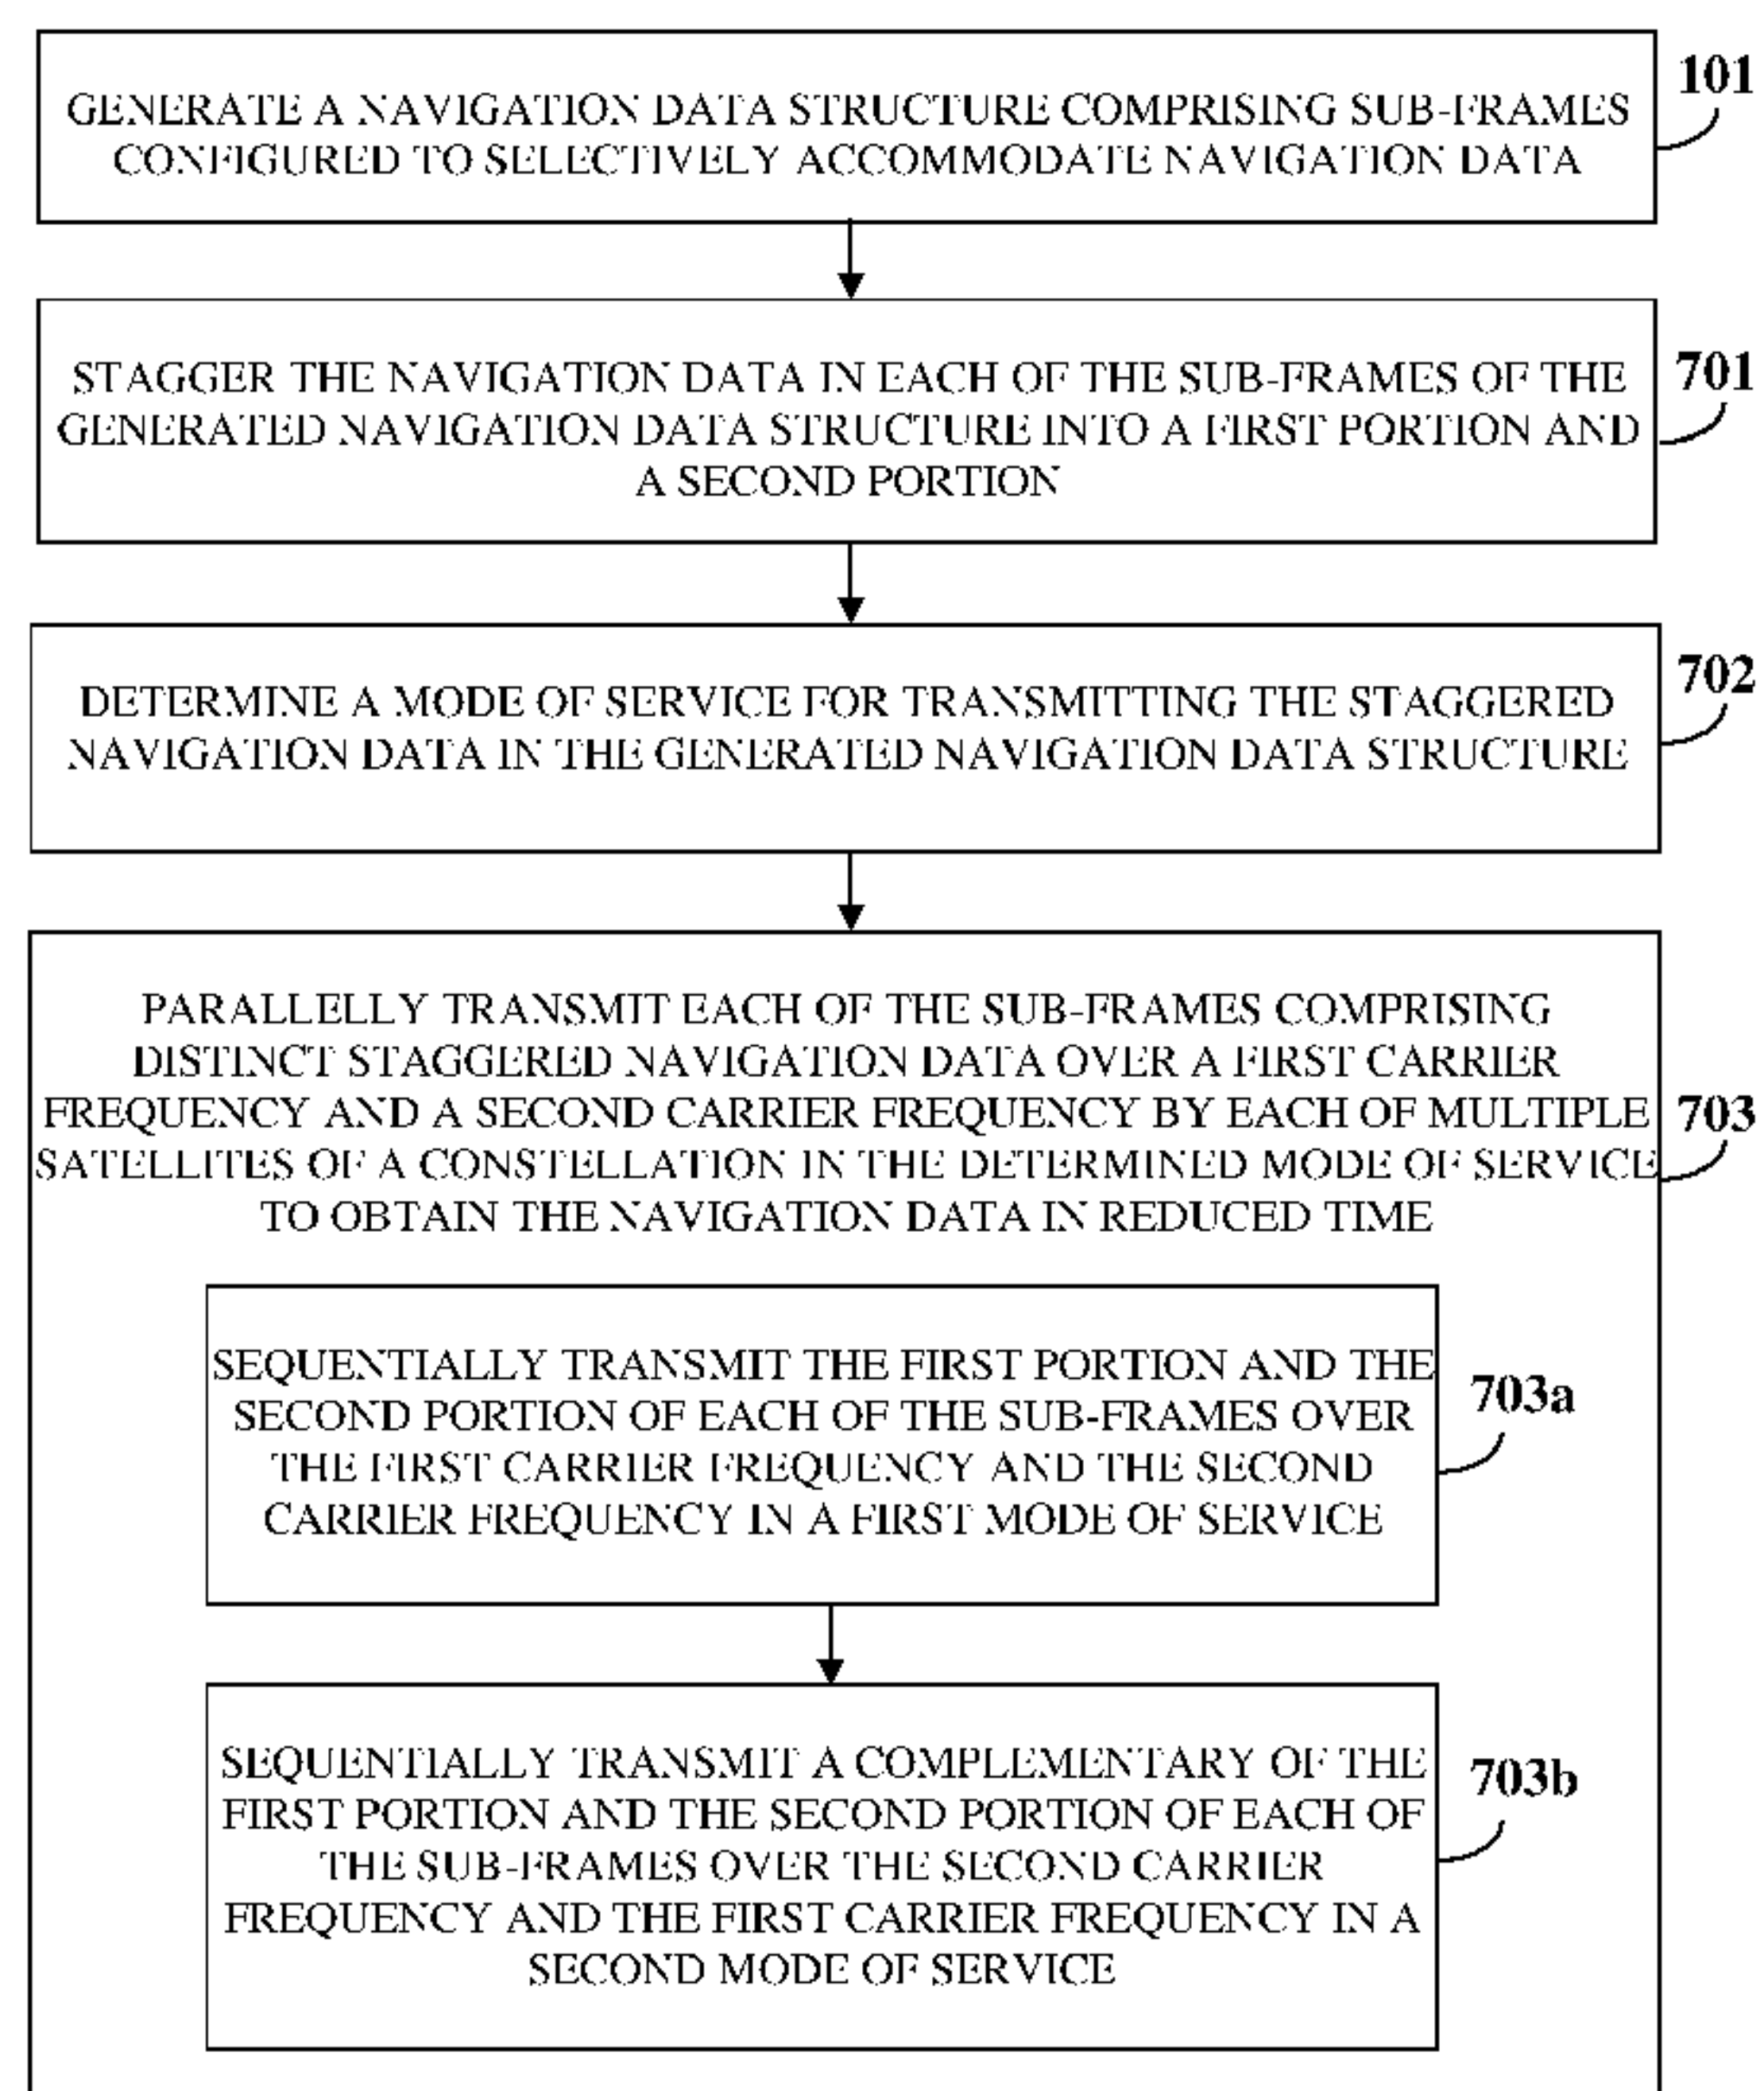 101
GENERATE A NAVIGATION DATA STRUCTURE COMPRISING SUB-FRAMES
CONFIGURED TO SELECTIVELY ACCOMMODATE NAVIGATION DATA
701
STAGGER THE NAVIGATION DATA IN EACH OF THE SUB-FRAMES OF THE
GENERATED NAVIGATION DATA STRUCTURE INTO A FIRST PORTION AND
A SECOND PORTION
702
DETERMINE A MODE OF SERVICE FOR TRANSMITTING THE STAGGERED
NAVIGATION DATA IN THE GENERATED NAVIGATION DATA STRUCTURE
PARALLELLY TRANSMIT EACH OF THE SUB-FRAMES COMPRISING
DISTINCT STAGGERED NAVIGATION DATA OVER A FIRST CARRIER
FREQUENCY AND A SECOND CARRIER FREQUENCY BY EACH OF MULTIPLE
703
SATELLITES OF A CONSTELLATION IN THE DETERMINED MODE OF SERVICE
TO OBTAIN THE NAVIGATION DATA IN REDUCED TIME
SEQUENTIALLY TRANSMIT THE FIRST PORTION AND THE
703a
SECOND PORTION OF EACH OF THE SUB-FRAMES OVER
THE FIRST CARRIER FREQUENCY AND THE SECOND
CARRIER FREQUENCY IN A FIRST MODE OF SERVICE
SEQUENTIALLY TRANSMIT A COMPLEMENTARY OF THE
703b
FIRST PORTION AND THE SECOND PORTION OF EACH OF
THE SUB-FRAMES OVER THE SECOND CARRIER
FREQUENCY AND THE FIRST CARRIER FREQUENCY IN A
SECOND MODE OF SERVICE